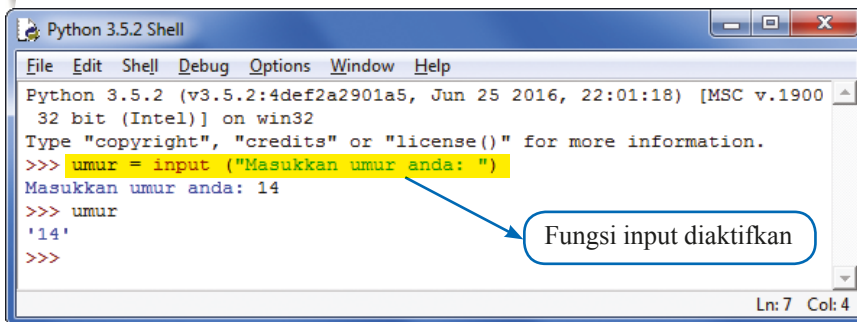 Python 3.5.2 Shell
File Edit Shell Debug Options Window Help
Python 3.5.2 (v3.5.2:4def2a2901a5, Jun 25 2016, 22:01:18) [MSC v.1900
32 bit (Intel)] on win32
Type "copyright", "credits" or "license()" for more information.
>>> umur = input ("Masukkan umur anda: ")
Masukkan umur anda: 14
>>> umur
'14'
Fungsi input diaktifkan
>>>
Ln: 7 Col: 4